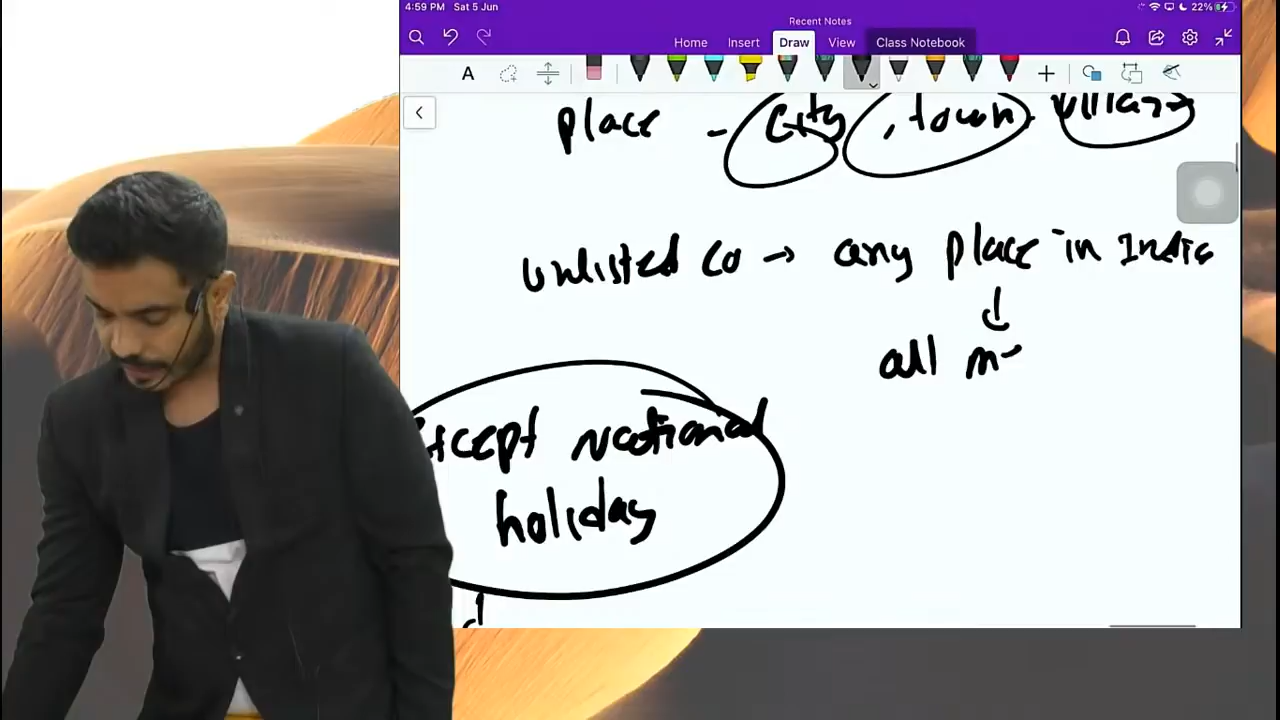 4:59 PM Sat 5 Jun
22%
Recent Notes
Home Insert Draw View Class Notebook
A
place - City, town, village
unlisted co → any place in India
↓
all m
Except national
holiday